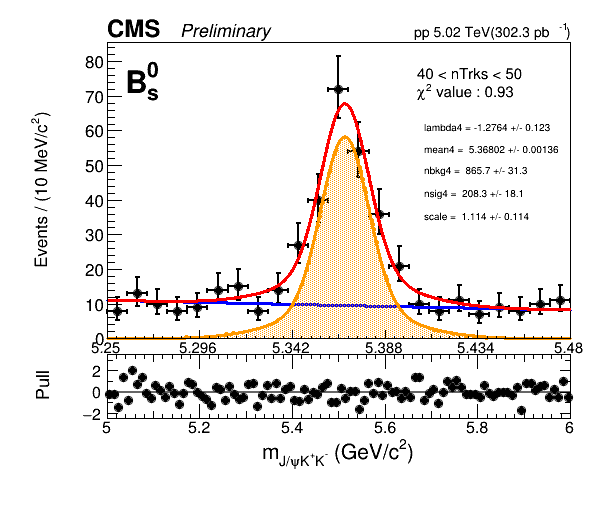 CMS Preliminary pp 5.02 TeV(302.3 pb⁻¹)
B⁰ₛ
40 < nTrks < 50
χ² value : 0.93
lambda4 = -1.2764 +/- 0.123
mean4 = 5.36802 +/- 0.00136
nbkg4 = 865.7 +/- 31.3
nsig4 = 208.3 +/- 18.1
scale = 1.114 +/- 0.114
Events / (10 MeV/c²)
80
70
60
50
40
30
20
10
0
5.25 5.296 5.342 5.388 5.434 5.48
Pull
2
0
−2
5 5.2 5.4 5.6 5.8 6
m J/ψK⁺K⁻ (GeV/c²)